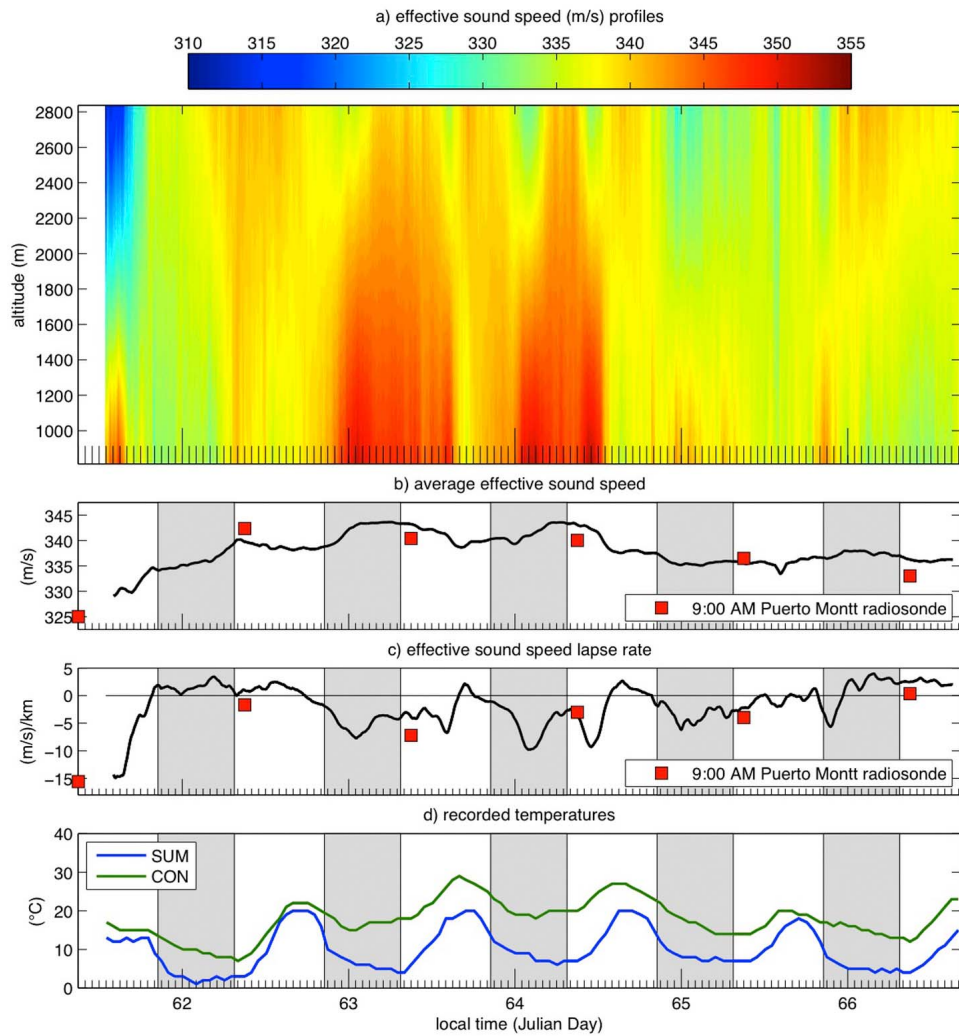 a) effective sound speed (m/s) profiles
310 315 320 325 330 335 340 345 350 355
2800
2600
2400
2200
2000
1800
1600
1400
1200
1000
altitude (m)
b) average effective sound speed
345
340
335
330
325
(m/s)
9:00 AM Puerto Montt radiosonde
c) effective sound speed lapse rate
5
0
−5
−10
−15
(m/s)/km
9:00 AM Puerto Montt radiosonde
d) recorded temperatures
40
30
20
10
0
(°C)
SUM
CON
62 63 64 65 66
local time (Julian Day)